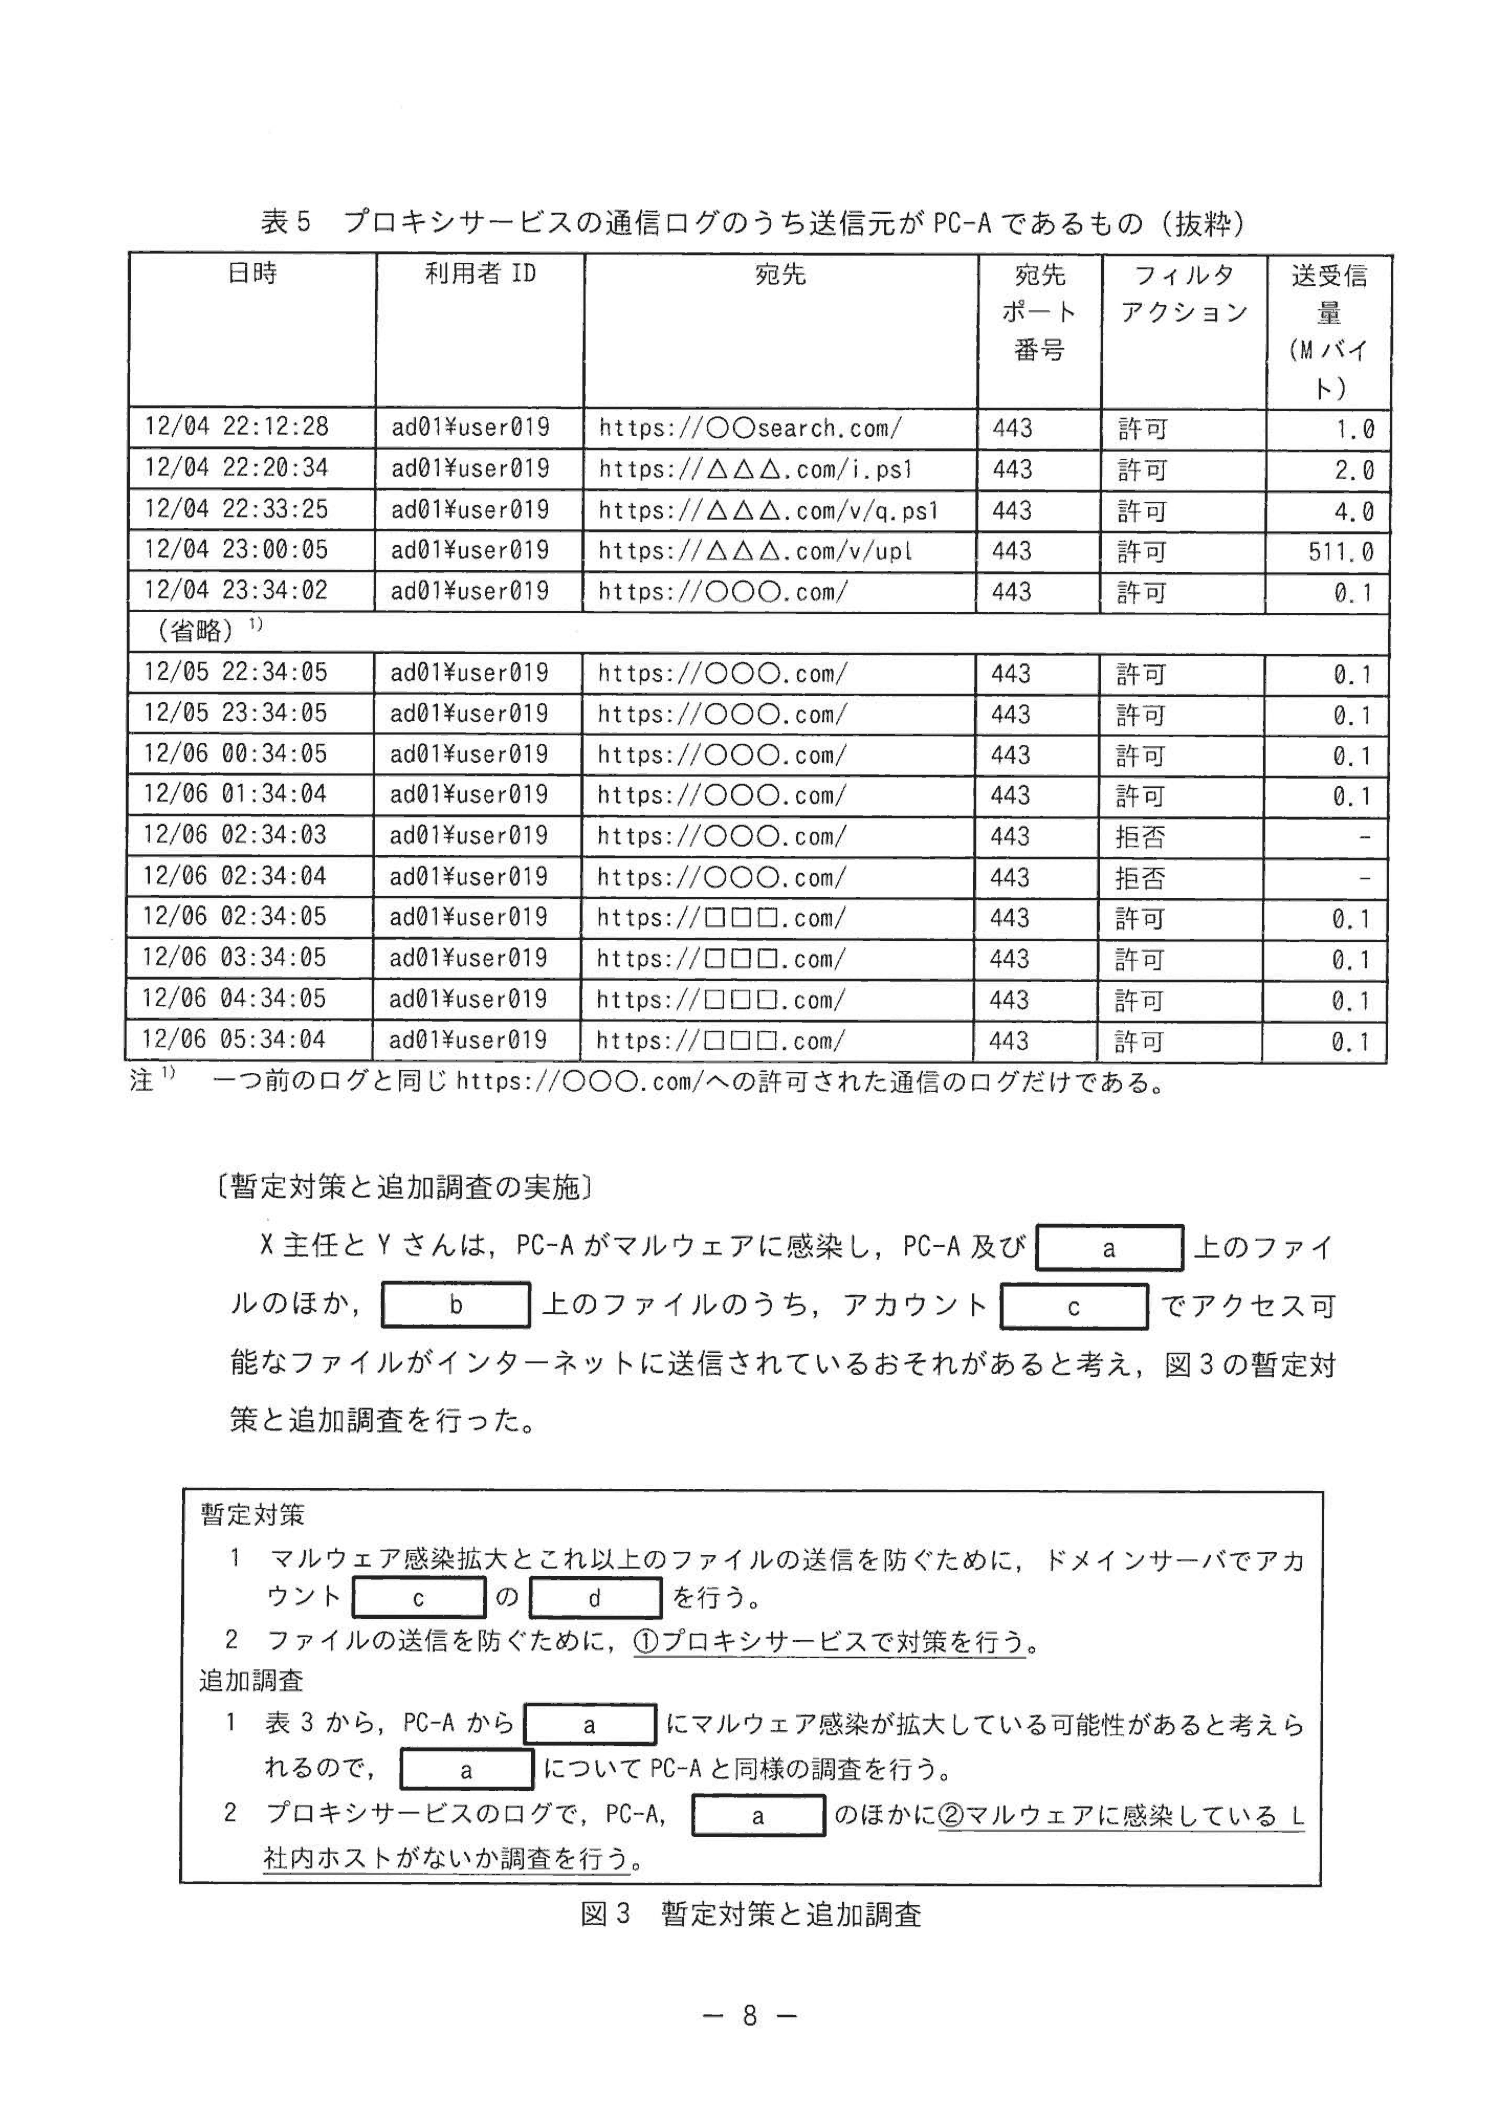 表5 プロキシサービスの通信ログのうち送信元がPC-Aであるもの（抜粋）
日時 利用者ID 宛先 宛先ポート番号 フィルタアクション 送受信量(Mバイト)
12/04 22:12:28 ad01¥user019 https://〇〇search.com/ 443 許可 1.0
12/04 22:20:34 ad01¥user019 https://△△△.com/i.ps1 443 許可 2.0
12/04 22:33:25 ad01¥user019 https://△△△.com/v/q.ps1 443 許可 4.0
12/04 23:00:05 ad01¥user019 https://△△△.com/v/upl 443 許可 511.0
12/04 23:34:02 ad01¥user019 https://〇〇〇.com/ 443 許可 0.1
（省略）1)
12/05 22:34:05 ad01¥user019 https://〇〇〇.com/ 443 許可 0.1
12/05 23:34:05 ad01¥user019 https://〇〇〇.com/ 443 許可 0.1
12/06 00:34:05 ad01¥user019 https://〇〇〇.com/ 443 許可 0.1
12/06 01:34:04 ad01¥user019 https://〇〇〇.com/ 443 許可 0.1
12/06 02:34:03 ad01¥user019 https://〇〇〇.com/ 443 拒否 -
12/06 02:34:04 ad01¥user019 https://〇〇〇.com/ 443 拒否 -
12/06 02:34:05 ad01¥user019 https://□□□.com/ 443 許可 0.1
12/06 03:34:05 ad01¥user019 https://□□□.com/ 443 許可 0.1
12/06 04:34:05 ad01¥user019 https://□□□.com/ 443 許可 0.1
12/06 05:34:04 ad01¥user019 https://□□□.com/ 443 許可 0.1
注1) 一つ前のログと同じhttps://〇〇〇.com/への許可された通信のログだけである。
〔暫定対策と追加調査の実施〕
X主任とYさんは，PC-Aがマルウェアに感染し，PC-A及び a 上のファイ
ルのほか， b 上のファイルのうち，アカウント c でアクセス可
能なファイルがインターネットに送信されているおそれがあると考え，図3の暫定対
策と追加調査を行った。
暫定対策
1 マルウェア感染拡大とこれ以上のファイルの送信を防ぐために，ドメインサーバでアカ
ウント c の d を行う。
2 ファイルの送信を防ぐために，①プロキシサービスで対策を行う。
追加調査
1 表3から，PC-Aから a にマルウェア感染が拡大している可能性があると考えら
れるので， a についてPC-Aと同様の調査を行う。
2 プロキシサービスのログで，PC-A， a のほかに②マルウェアに感染しているL
社内ホストがないか調査を行う。
図3 暫定対策と追加調査
－ 8 －